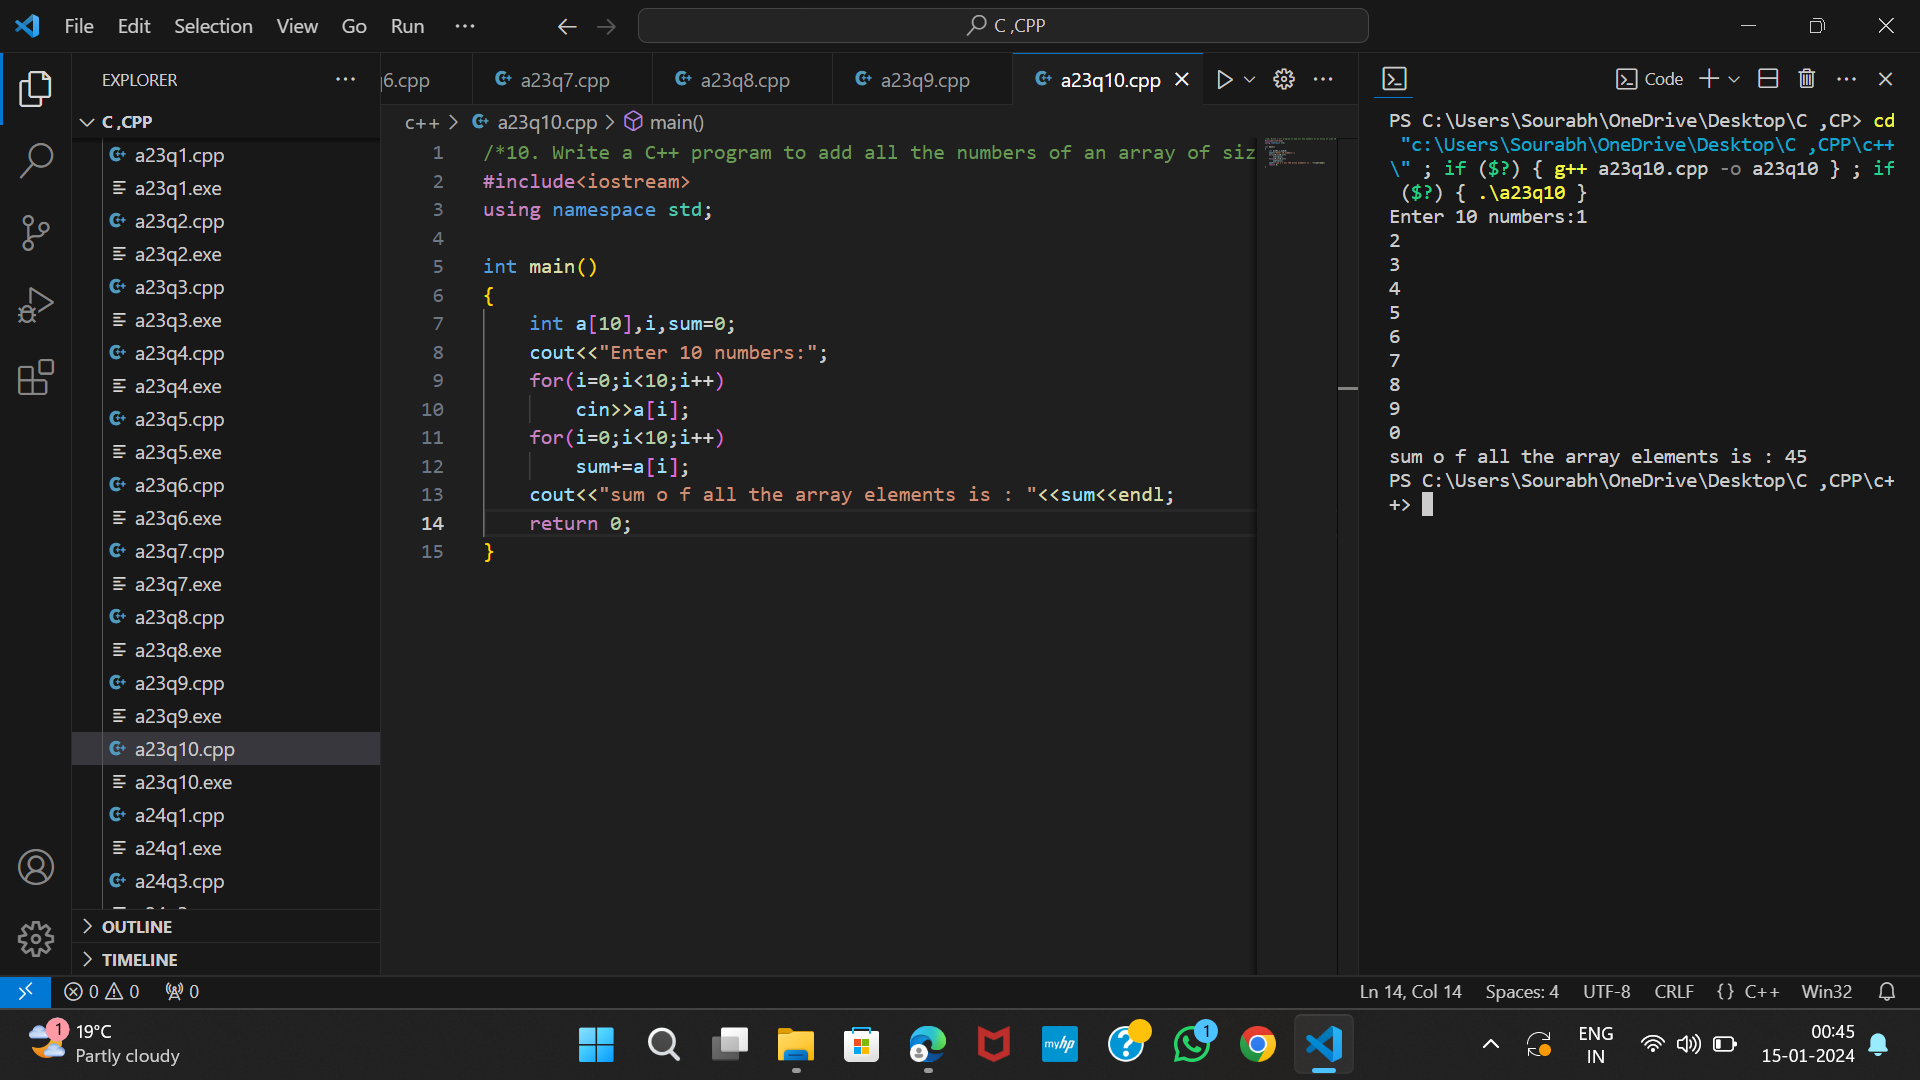 File Edit Selection View Go Run ···
C ,CPP
EXPLORER ···
C ,CPP
a23q1.cpp
a23q1.exe
a23q2.cpp
a23q2.exe
a23q3.cpp
a23q3.exe
a23q4.cpp
a23q4.exe
a23q5.cpp
a23q5.exe
a23q6.cpp
a23q6.exe
a23q7.cpp
a23q7.exe
a23q8.cpp
a23q8.exe
a23q9.cpp
a23q9.exe
a23q10.cpp
a23q10.exe
a24q1.cpp
a24q1.exe
a24q3.cpp
OUTLINE
TIMELINE
6.cpp a23q7.cpp a23q8.cpp a23q9.cpp a23q10.cpp
c++ > a23q10.cpp > main()
1 /*10. Write a C++ program to add all the numbers of an array of siz
2 #include<iostream>
3 using namespace std;
4
5 int main()
6 {
7 int a[10],i,sum=0;
8 cout<<"Enter 10 numbers:";
9 for(i=0;i<10;i++)
10 cin>>a[i];
11 for(i=0;i<10;i++)
12 sum+=a[i];
13 cout<<"sum o f all the array elements is : "<<sum<<endl;
14 return 0;
15 }
Code
PS C:\Users\Sourabh\OneDrive\Desktop\C ,CP> cd
"c:\Users\Sourabh\OneDrive\Desktop\C ,CPP\c++
\" ; if ($?) { g++ a23q10.cpp -o a23q10 } ; if
($?) { .\a23q10 }
Enter 10 numbers:1
2
3
4
5
6
7
8
9
0
sum o f all the array elements is : 45
PS C:\Users\Sourabh\OneDrive\Desktop\C ,CPP\c+
+>
0 0 0
Ln 14, Col 14 Spaces: 4 UTF-8 CRLF {} C++ Win32
1
19°C
Partly cloudy
myhp
?
1
ENG
IN
00:45
15-01-2024